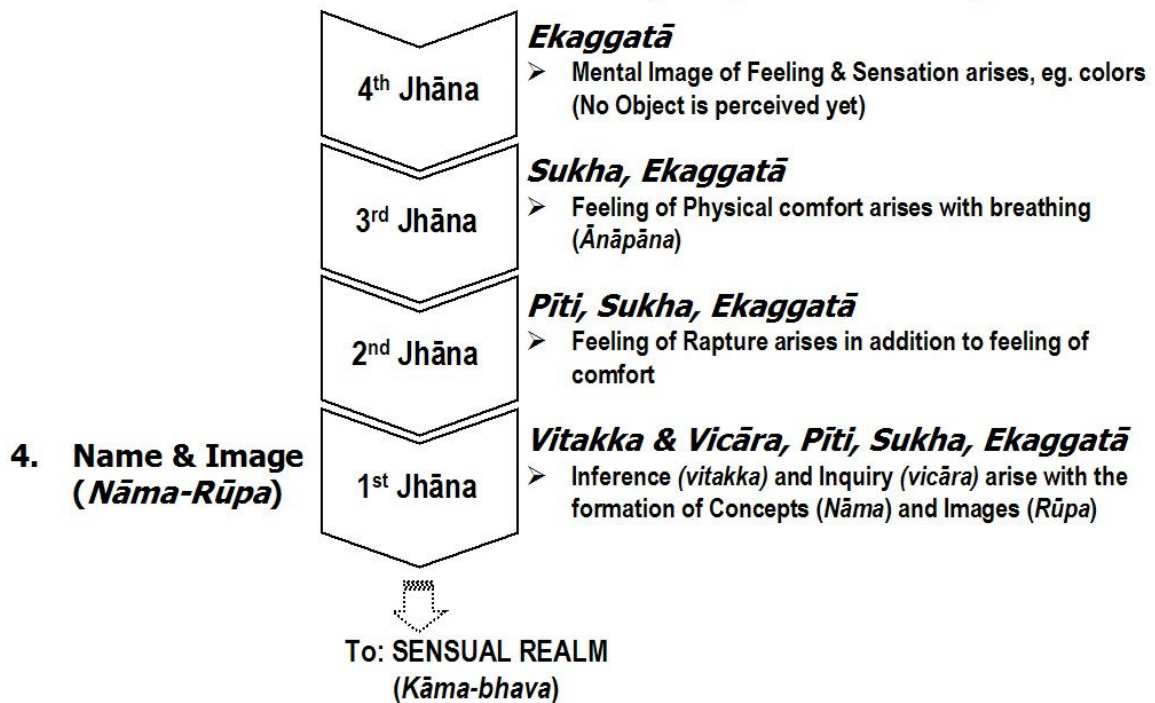 Ekaggatā
4th Jhāna
➢ Mental Image of Feeling & Sensation arises, eg. colors
(No Object is perceived yet)
Sukha, Ekaggatā
3rd Jhāna
➢ Feeling of Physical comfort arises with breathing
(Ānāpāna)
Pīti, Sukha, Ekaggatā
2nd Jhāna
➢ Feeling of Rapture arises in addition to feeling of
comfort
4. Name & Image
(Nāma-Rūpa)
Vitakka & Vicāra, Pīti, Sukha, Ekaggatā
1st Jhāna
➢ Inference (vitakka) and Inquiry (vicāra) arise with the
formation of Concepts (Nāma) and Images (Rūpa)
To: SENSUAL REALM
(Kāma-bhava)